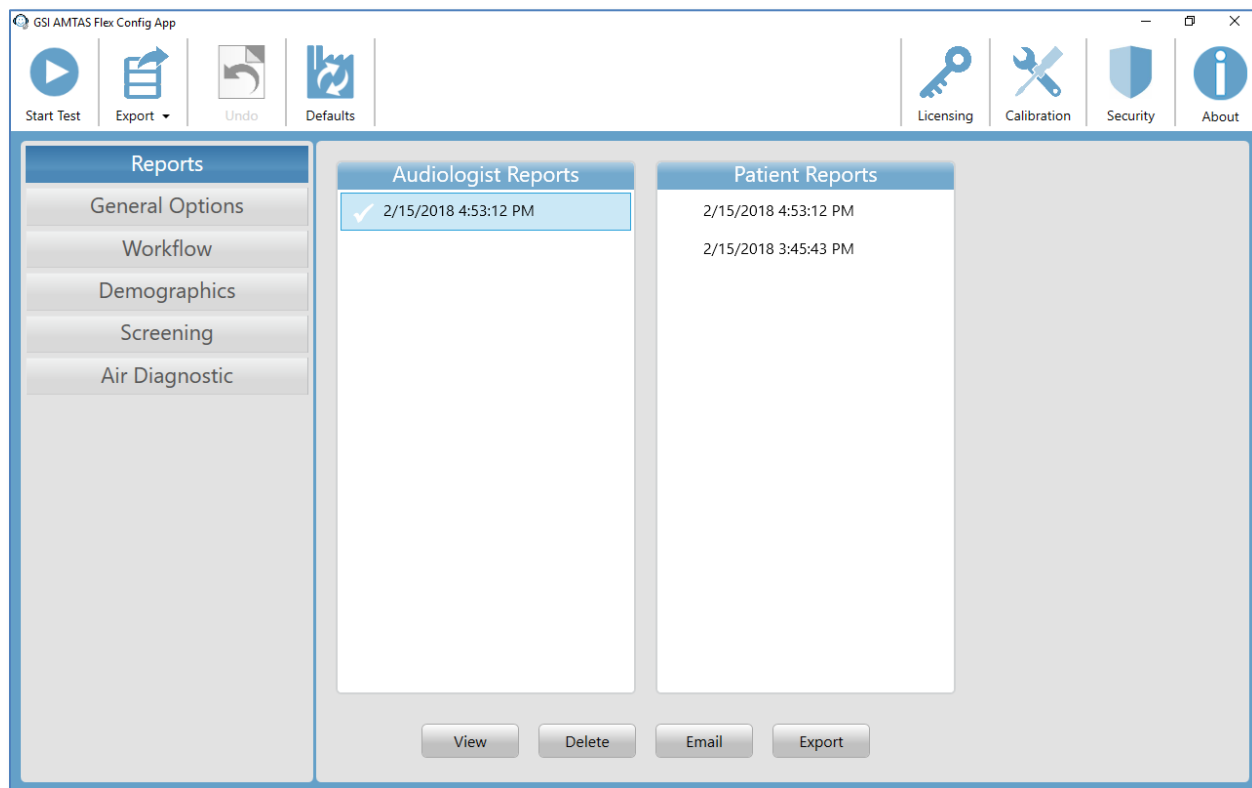 GSI AMTAS Flex Config App
Start Test
Export
Undo
Defaults
Licensing
Calibration
Security
About
Reports
General Options
Workflow
Demographics
Screening
Air Diagnostic
Audiologist Reports
2/15/2018 4:53:12 PM
Patient Reports
2/15/2018 4:53:12 PM
2/15/2018 3:45:43 PM
View
Delete
Email
Export